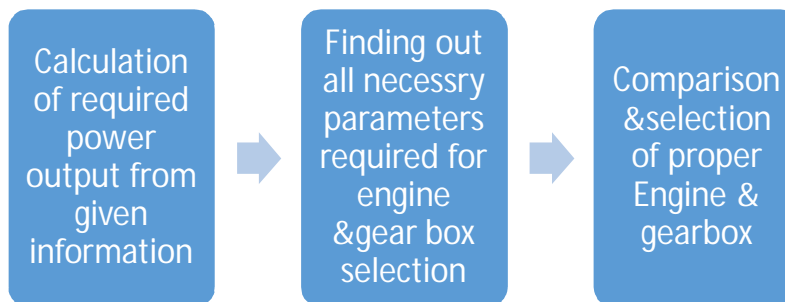 Calculation
of required
power
output from
given
information
Finding out
all necessry
parameters
required for
engine
&gear box
selection
Comparison
&selection
of proper
Engine &
gearbox